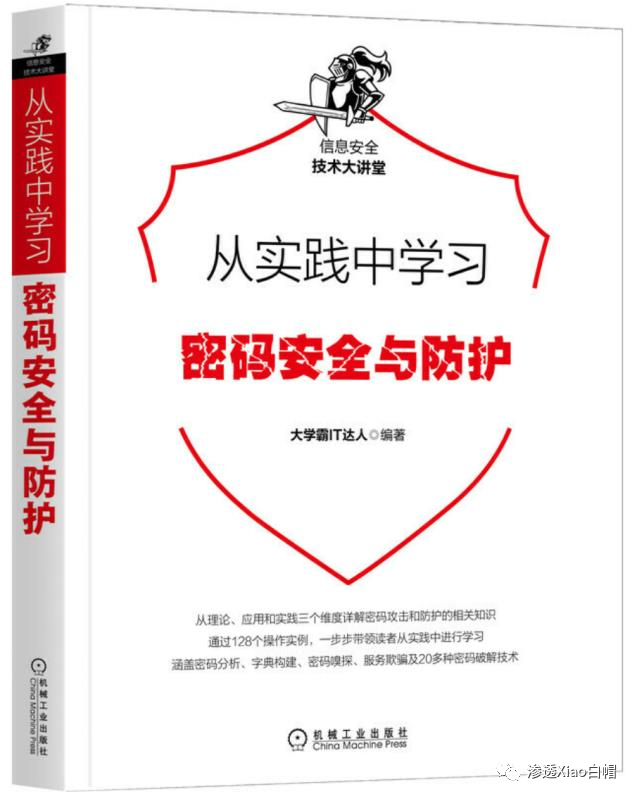 信息安全
技术大讲堂
从实践中学习
密码安全与防护
机械工业出版社
China Machine Press
信息安全
技术大讲堂
从实践中学习
密码安全与防护
大学霸IT达人◎编著
从理论、应用和实践三个维度详解密码攻击和防护的相关知识
通过128个操作实例，一步步带领读者从实践中进行学习
涵盖密码分析、字典构建、密码嗅探、服务欺骗及20多种密码破解技术
机械工业出版社
China Machine Press
渗透Xiao白帽